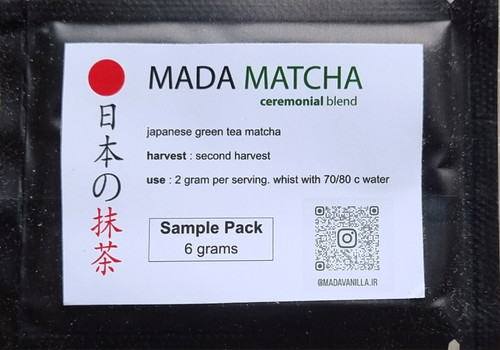 MADA MATCHA
ceremonial blend
日本の抹茶
japanese green tea matcha
harvest : second harvest
use : 2 gram per serving. whist with 70/80 c water
Sample Pack
6 grams
@MADAVANILLA.IR